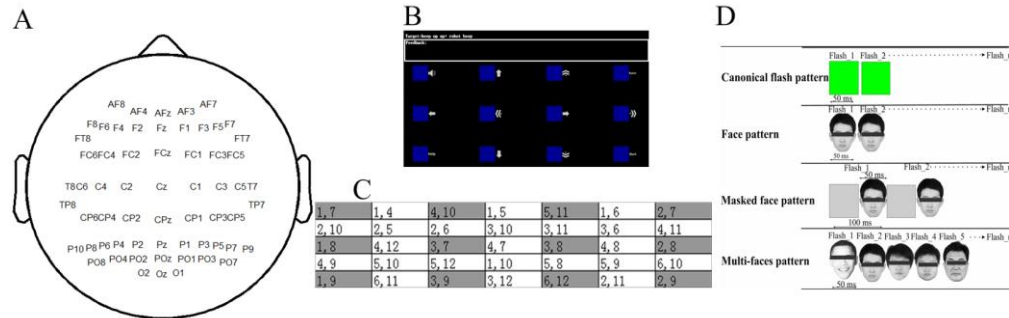 A
AF8 AF4 AFz AF3 AF7
F8 F6 F4 F2 Fz F1 F3 F5 F7
FT8 FT7
FC6 FC4 FC2 FCz FC1 FC3 FC5
T8 C6 C4 C2 Cz C1 C3 C5 T7
TP8 TP7
CP6 CP4 CP2 CPz CP1 CP3 CP5
P10 P8 P6 P4 P2 Pz P1 P3 P5 P7 P9
PO8 PO4 PO2 POz PO1 PO3 PO7
O2 Oz O1
B
Feedback:
C
1, 7 1, 4 4, 10 1, 5 5, 11 1, 6 2, 7
2, 10 2, 5 2, 6 3, 10 3, 11 3, 6 4, 11
1, 8 4, 12 3, 7 4, 7 3, 8 4, 8 2, 8
4, 9 5, 10 5, 12 1, 10 5, 8 5, 9 6, 10
1, 9 6, 11 3, 9 3, 12 6, 12 2, 11 2, 9
D
Flash_1 Flash_2 Flash_n
Canonical flash pattern
50 ms
Flash_1 Flash_2 Flash_n
Face pattern
50 ms
Flash_1 Flash_2 Flash_n
50 ms
Masked face pattern
100 ms
Flash_1 Flash_2 Flash_3 Flash_4 Flash_5 Flash_n
Multi-faces pattern
50 ms